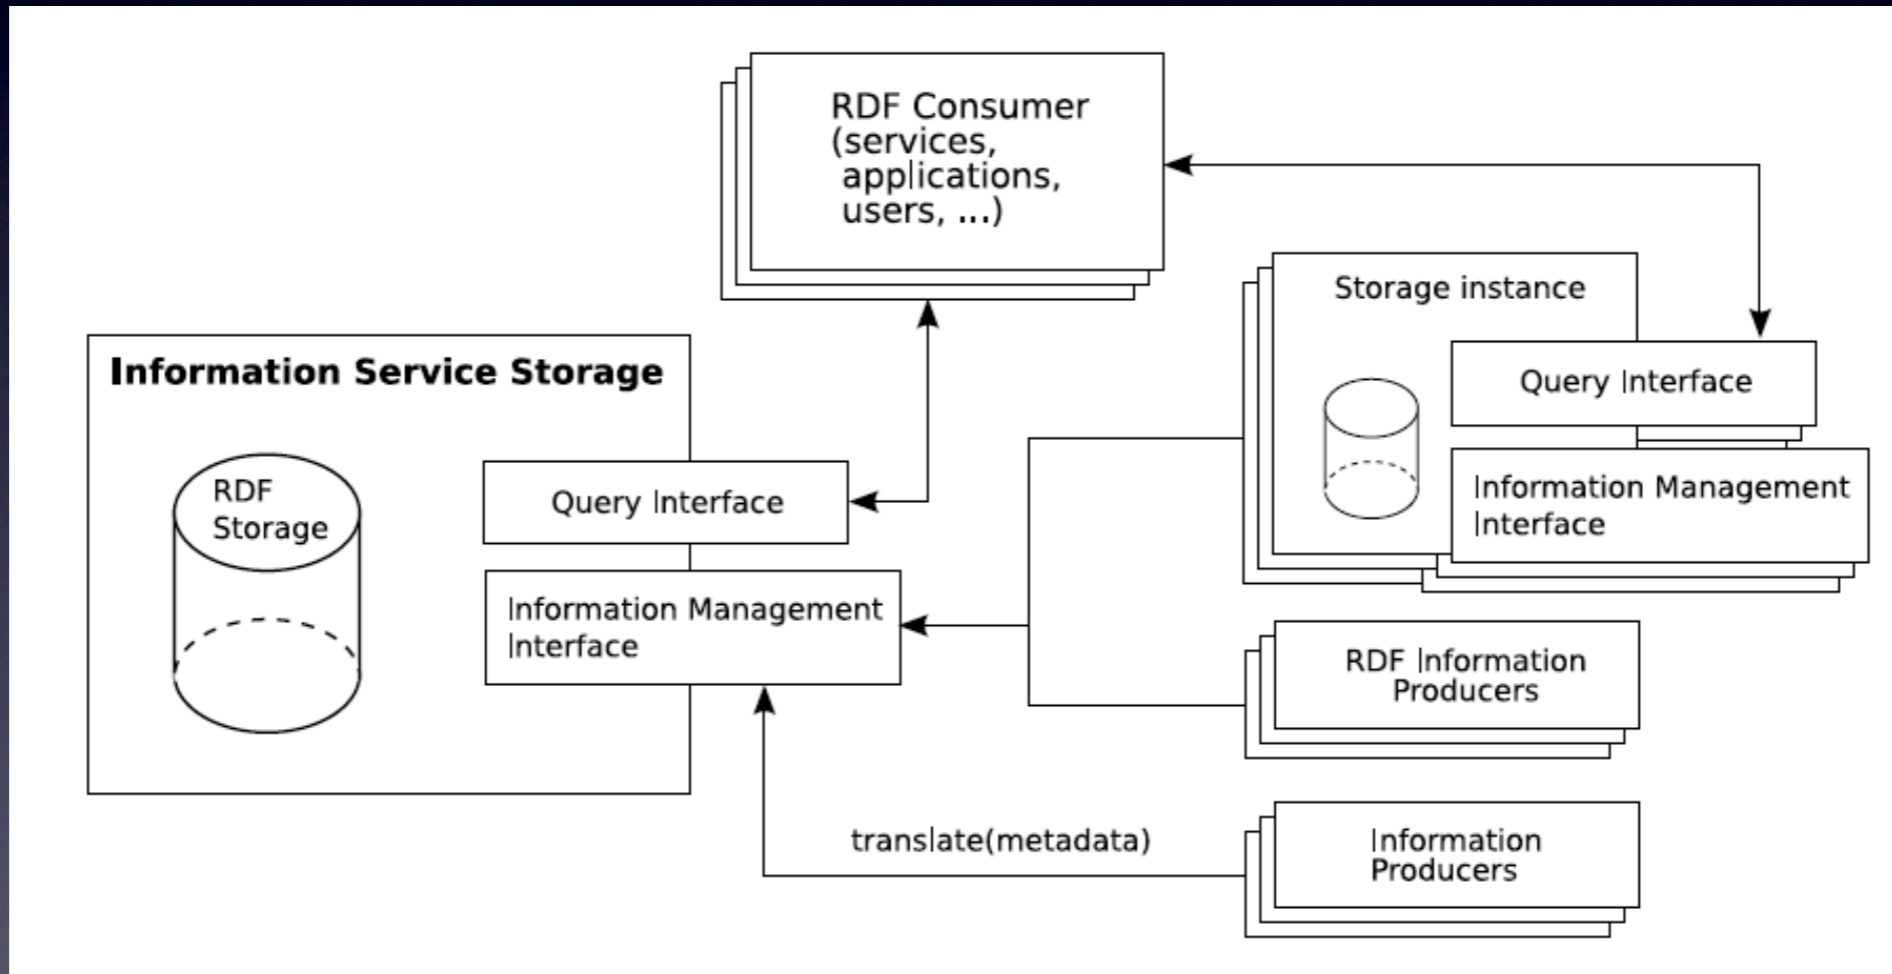 RDF Consumer
(services,
applications,
users, ...)
Storage instance
Query Interface
Information Management
Interface
Information Service Storage
RDF
Storage
Query Interface
Information Management
Interface
RDF Information
Producers
translate(metadata)
Information
Producers